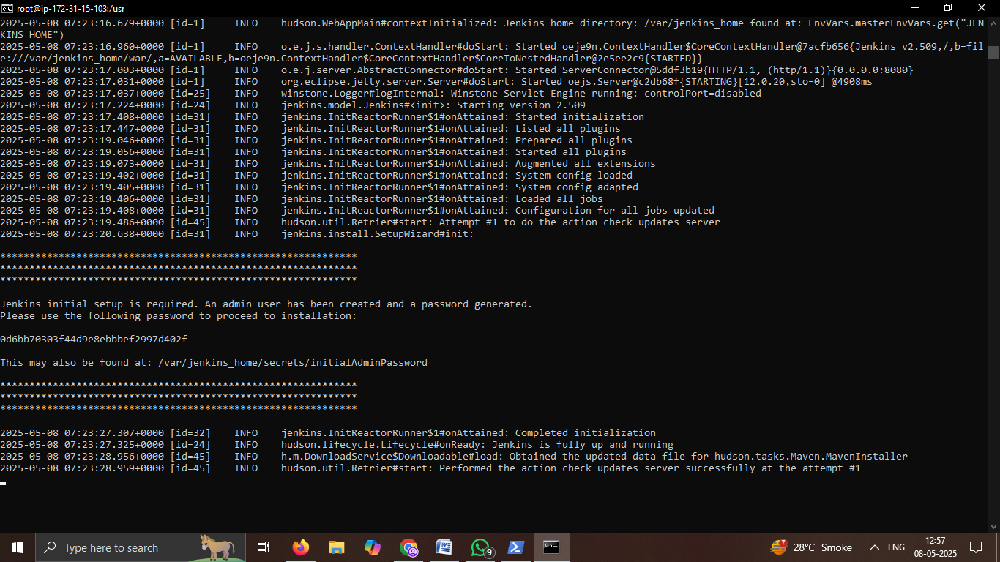 root@ip-172-31-15-103:/usr
2025-05-08 07:23:16.679+0000 [id=1]     INFO    hudson.WebAppMain#contextInitialized: Jenkins home directory: /var/jenkins_home found at: EnvVars.masterEnvVars.get("JEN
KINS_HOME")
2025-05-08 07:23:16.960+0000 [id=1]     INFO    o.e.j.s.handler.ContextHandler#doStart: Started oeje9n.ContextHandler$CoreContextHandler@7acfb656{Jenkins v2.509,/,b=fil
e:///var/jenkins_home/war/,a=AVAILABLE,h=oeje9n.ContextHandler$CoreContextHandler$CoreToNestedHandler@2e5ee2c9{STARTED}}
2025-05-08 07:23:17.003+0000 [id=1]     INFO    o.e.j.server.AbstractConnector#doStart: Started ServerConnector@5ddf3b19{HTTP/1.1, (http/1.1)}{0.0.0.0:8080}
2025-05-08 07:23:17.031+0000 [id=1]     INFO    org.eclipse.jetty.server.Server#doStart: Started oejs.Server@c2db68f{STARTING}[12.0.20,sto=0] @4908ms
2025-05-08 07:23:17.037+0000 [id=25]    INFO    winstone.Logger#logInternal: Winstone Servlet Engine running: controlPort=disabled
2025-05-08 07:23:17.224+0000 [id=24]    INFO    jenkins.model.Jenkins#<init>: Starting version 2.509
2025-05-08 07:23:17.408+0000 [id=31]    INFO    jenkins.InitReactorRunner$1#onAttained: Started initialization
2025-05-08 07:23:17.447+0000 [id=31]    INFO    jenkins.InitReactorRunner$1#onAttained: Listed all plugins
2025-05-08 07:23:19.046+0000 [id=31]    INFO    jenkins.InitReactorRunner$1#onAttained: Prepared all plugins
2025-05-08 07:23:19.056+0000 [id=31]    INFO    jenkins.InitReactorRunner$1#onAttained: Started all plugins
2025-05-08 07:23:19.073+0000 [id=31]    INFO    jenkins.InitReactorRunner$1#onAttained: Augmented all extensions
2025-05-08 07:23:19.402+0000 [id=31]    INFO    jenkins.InitReactorRunner$1#onAttained: System config loaded
2025-05-08 07:23:19.405+0000 [id=31]    INFO    jenkins.InitReactorRunner$1#onAttained: System config adapted
2025-05-08 07:23:19.406+0000 [id=31]    INFO    jenkins.InitReactorRunner$1#onAttained: Loaded all jobs
2025-05-08 07:23:19.408+0000 [id=31]    INFO    jenkins.InitReactorRunner$1#onAttained: Configuration for all jobs updated
2025-05-08 07:23:19.486+0000 [id=45]    INFO    hudson.util.Retrier#start: Attempt #1 to do the action check updates server
2025-05-08 07:23:20.638+0000 [id=31]    INFO    jenkins.install.SetupWizard#init:
*************************************************************
*************************************************************
*************************************************************
Jenkins initial setup is required. An admin user has been created and a password generated.
Please use the following password to proceed to installation:
0d6bb70303f44d9e8ebbbef2997d402f
This may also be found at: /var/jenkins_home/secrets/initialAdminPassword
*************************************************************
*************************************************************
*************************************************************
2025-05-08 07:23:27.307+0000 [id=32]    INFO    jenkins.InitReactorRunner$1#onAttained: Completed initialization
2025-05-08 07:23:27.325+0000 [id=24]    INFO    hudson.lifecycle.Lifecycle#onReady: Jenkins is fully up and running
2025-05-08 07:23:28.956+0000 [id=45]    INFO    h.m.DownloadService$Downloadable#load: Obtained the updated data file for hudson.tasks.Maven.MavenInstaller
2025-05-08 07:23:28.959+0000 [id=45]    INFO    hudson.util.Retrier#start: Performed the action check updates server successfully at the attempt #1
Type here to search
9
7
28°C Smoke
ENG
12:57
08-05-2025